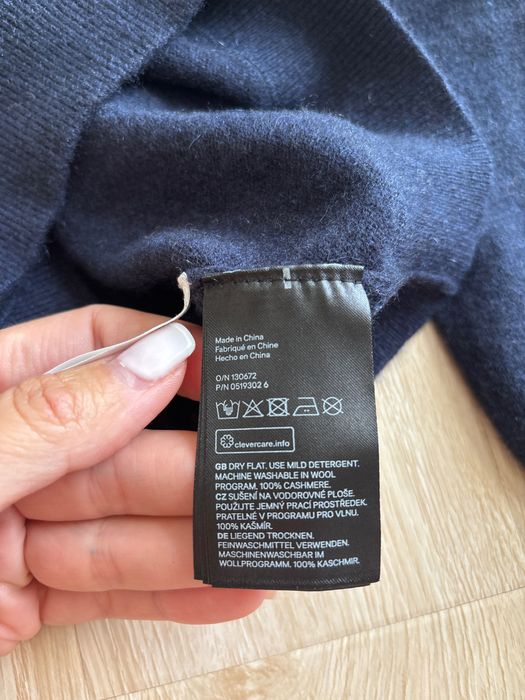 Made in China
Fabriqué en Chine
Hecho en China
O/N 130672
P/N 0519302 6
clevercare.info
GB DRY FLAT. USE MILD DETERGENT.
MACHINE WASHABLE IN WOOL
PROGRAM. 100% CASHMERE.
CZ SUŠENÍ NA VODOROVNÉ PLOŠE.
POUŽIJTE JEMNÝ PRACÍ PROSTŘEDEK.
PRATELNÉ V PROGRAMU PRO VLNU.
100% KAŠMÍR.
DE LIEGEND TROCKNEN.
FEINWASCHMITTEL VERWENDEN.
MASCHINENWASCHBAR IM
WOLLPROGRAMM. 100% KASCHMIR.